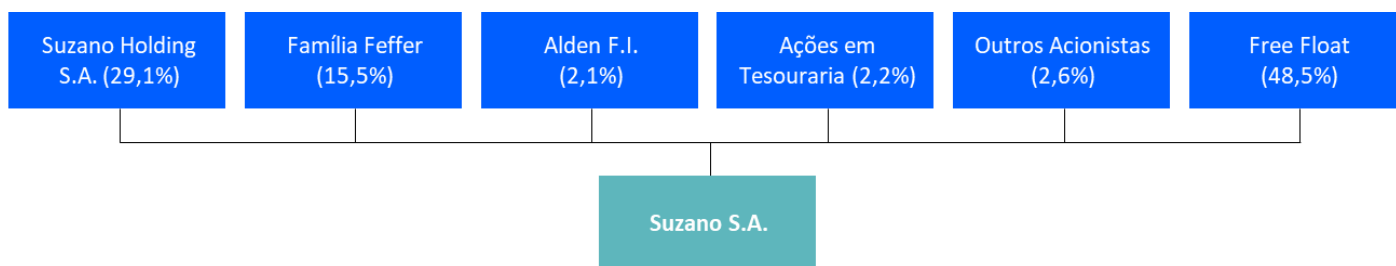 Suzano Holding
S.A. (29,1%)
Família Feffer
(15,5%)
Alden F.I.
(2,1%)
Ações em
Tesouraria (2,2%)
Outros Acionistas
(2,6%)
Free Float
(48,5%)
Suzano S.A.